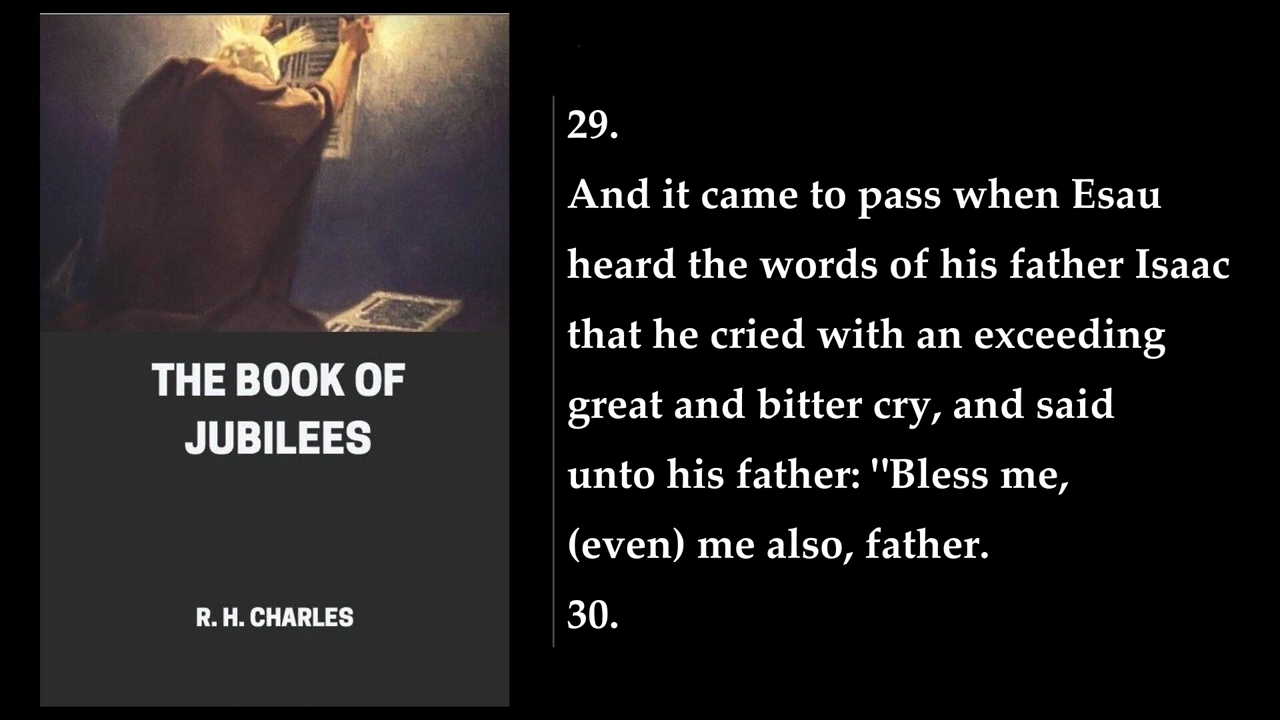 THE BOOK OF
JUBILEES
R. H. CHARLES
29.
And it came to pass when Esau
heard the words of his father Isaac
that he cried with an exceeding
great and bitter cry, and said
unto his father: "Bless me,
(even) me also, father.
30.